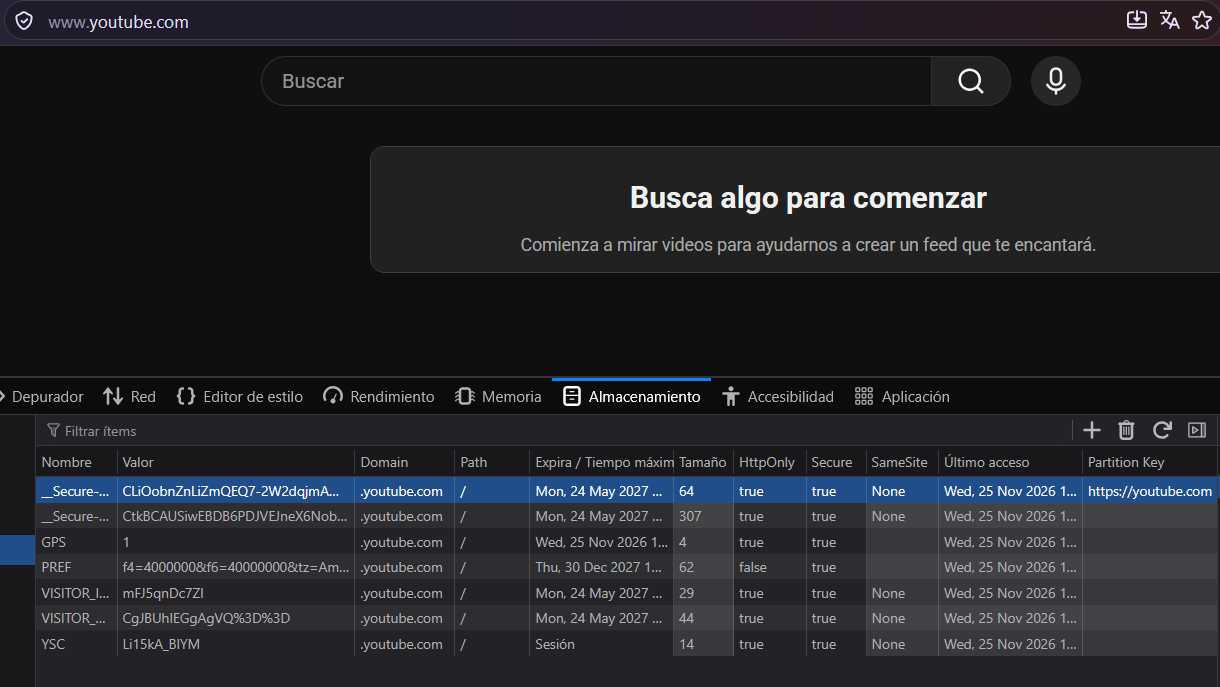 www.youtube.com
Buscar
Busca algo para comenzar
Comienza a mirar videos para ayudarnos a crear un feed que te encantará.
Depurador Red Editor de estilo Rendimiento Memoria Almacenamiento Accesibilidad Aplicación
Filtrar ítems
Nombre Valor Domain Path Expira / Tiempo máxim Tamaño HttpOnly Secure SameSite Último acceso Partition Key
__Secure-... CLiOobnZnLiZmQEQ7-2W2dqjmA... .youtube.com / Mon, 24 May 2027 ... 64 true true None Wed, 25 Nov 2026 1... https://youtube.com
__Secure-... CtkBCAUSiwEBDB6PDJVEJneX6Nob... .youtube.com / Mon, 24 May 2027 ... 307 true true None Wed, 25 Nov 2026 1...
GPS 1 .youtube.com / Wed, 25 Nov 2026 1... 4 true true Wed, 25 Nov 2026 1...
PREF f4=4000000&f6=40000000&tz=Am... .youtube.com / Thu, 30 Dec 2027 1... 62 false true Wed, 25 Nov 2026 1...
VISITOR_I... mFJ5qnDc7ZI .youtube.com / Mon, 24 May 2027 ... 29 true true None Wed, 25 Nov 2026 1...
VISITOR_... CgJBUhIEGgAgVQ%3D%3D .youtube.com / Mon, 24 May 2027 ... 44 true true None Wed, 25 Nov 2026 1...
YSC Li15kA_BIYM .youtube.com / Sesión 14 true true None Wed, 25 Nov 2026 1...